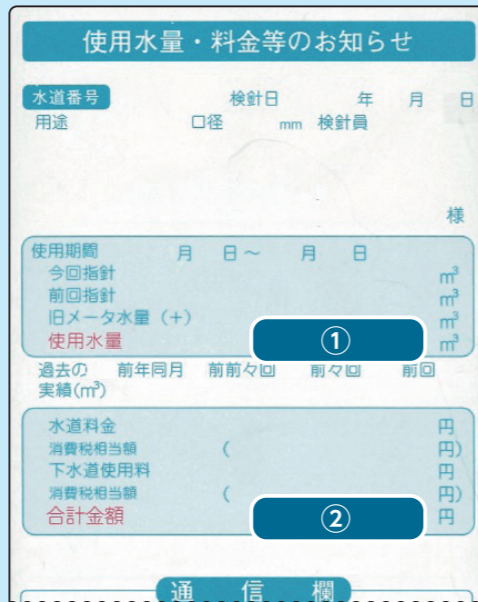 使用水量・料金等のお知らせ
水道番号 検針日 年 月 日
用途 口径 mm 検針員
様
使用期間 月 日～ 月 日
今回指針 m³
前回指針 m³
旧メータ水量（+） m³
使用水量 ① m³
過去の 前年同月 前前々回 前々回 前回
実績(m³)
水道料金 円
消費税相当額 （ 円）
下水道使用料 円
消費税相当額 （ 円）
合計金額 ② 円
通信欄